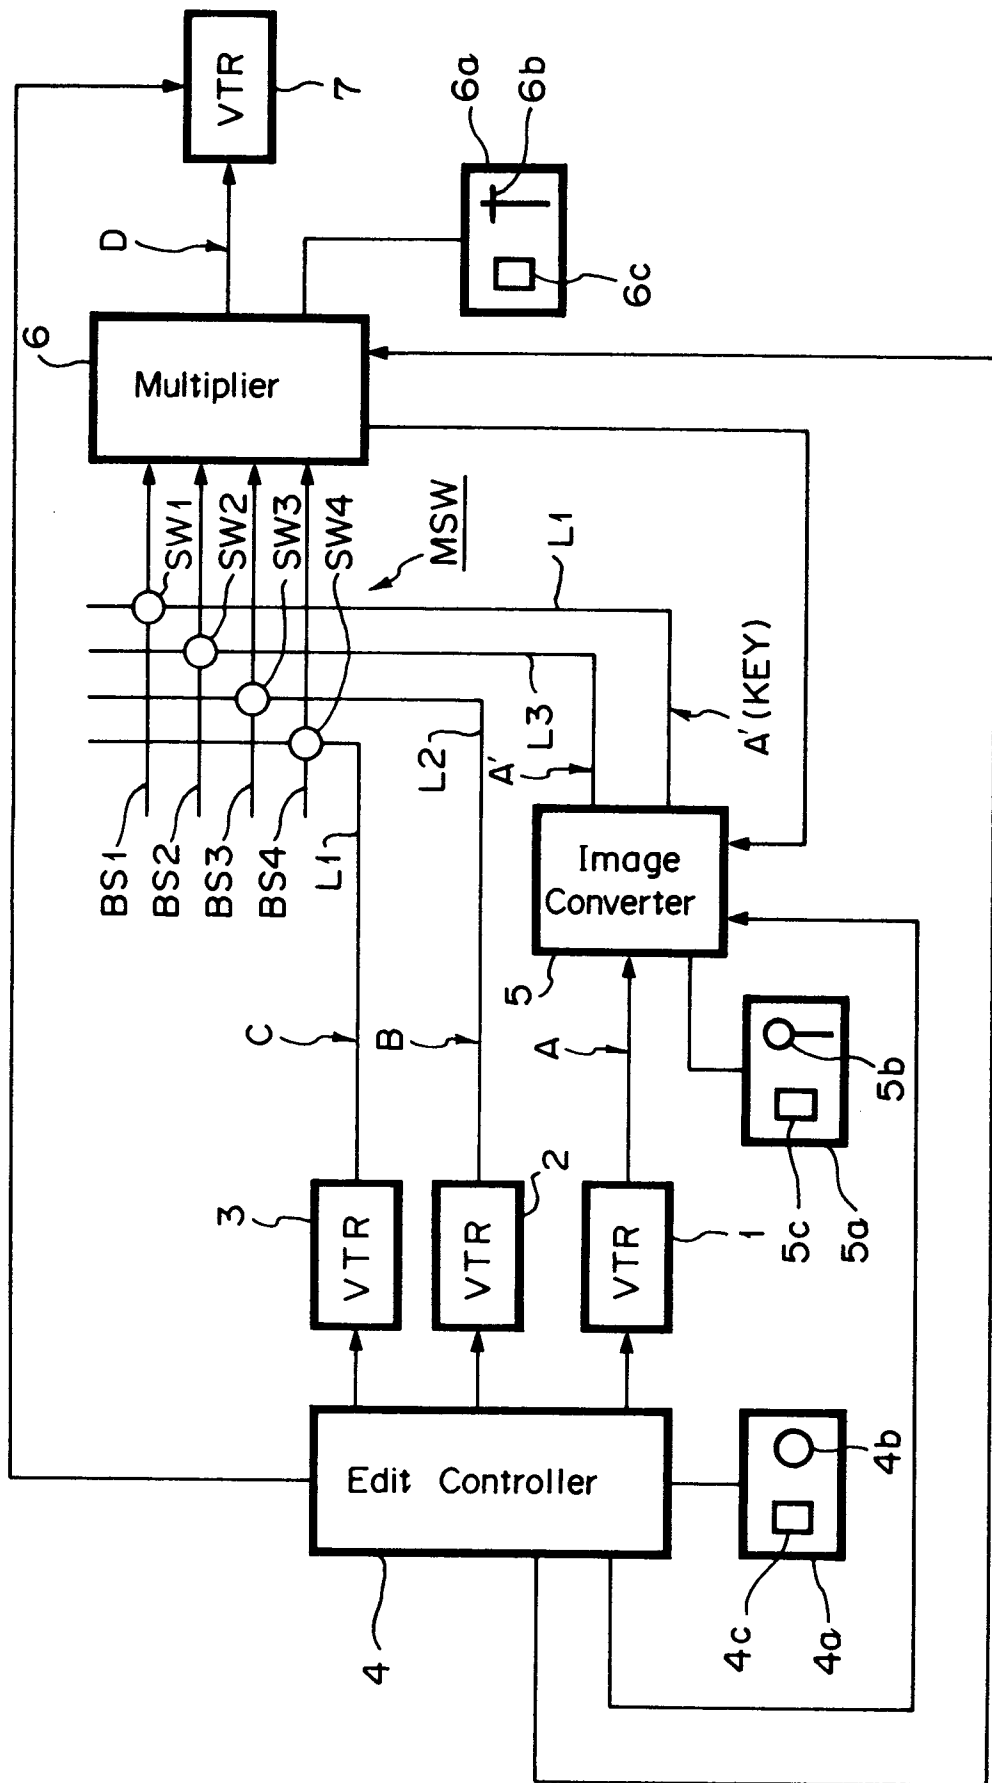 VTR
7
D
6
Multiplier
6a
6b
6c
SW1
SW2
SW3
SW4
MSW
BS1
BS2
BS3
BS4
L1
L2
L3
L1
A'
A'(KEY)
C
B
A
Image
Converter
5
5b
5c
5a
3
VTR
2
VTR
1
VTR
Edit Controller
4
4b
4c
4a